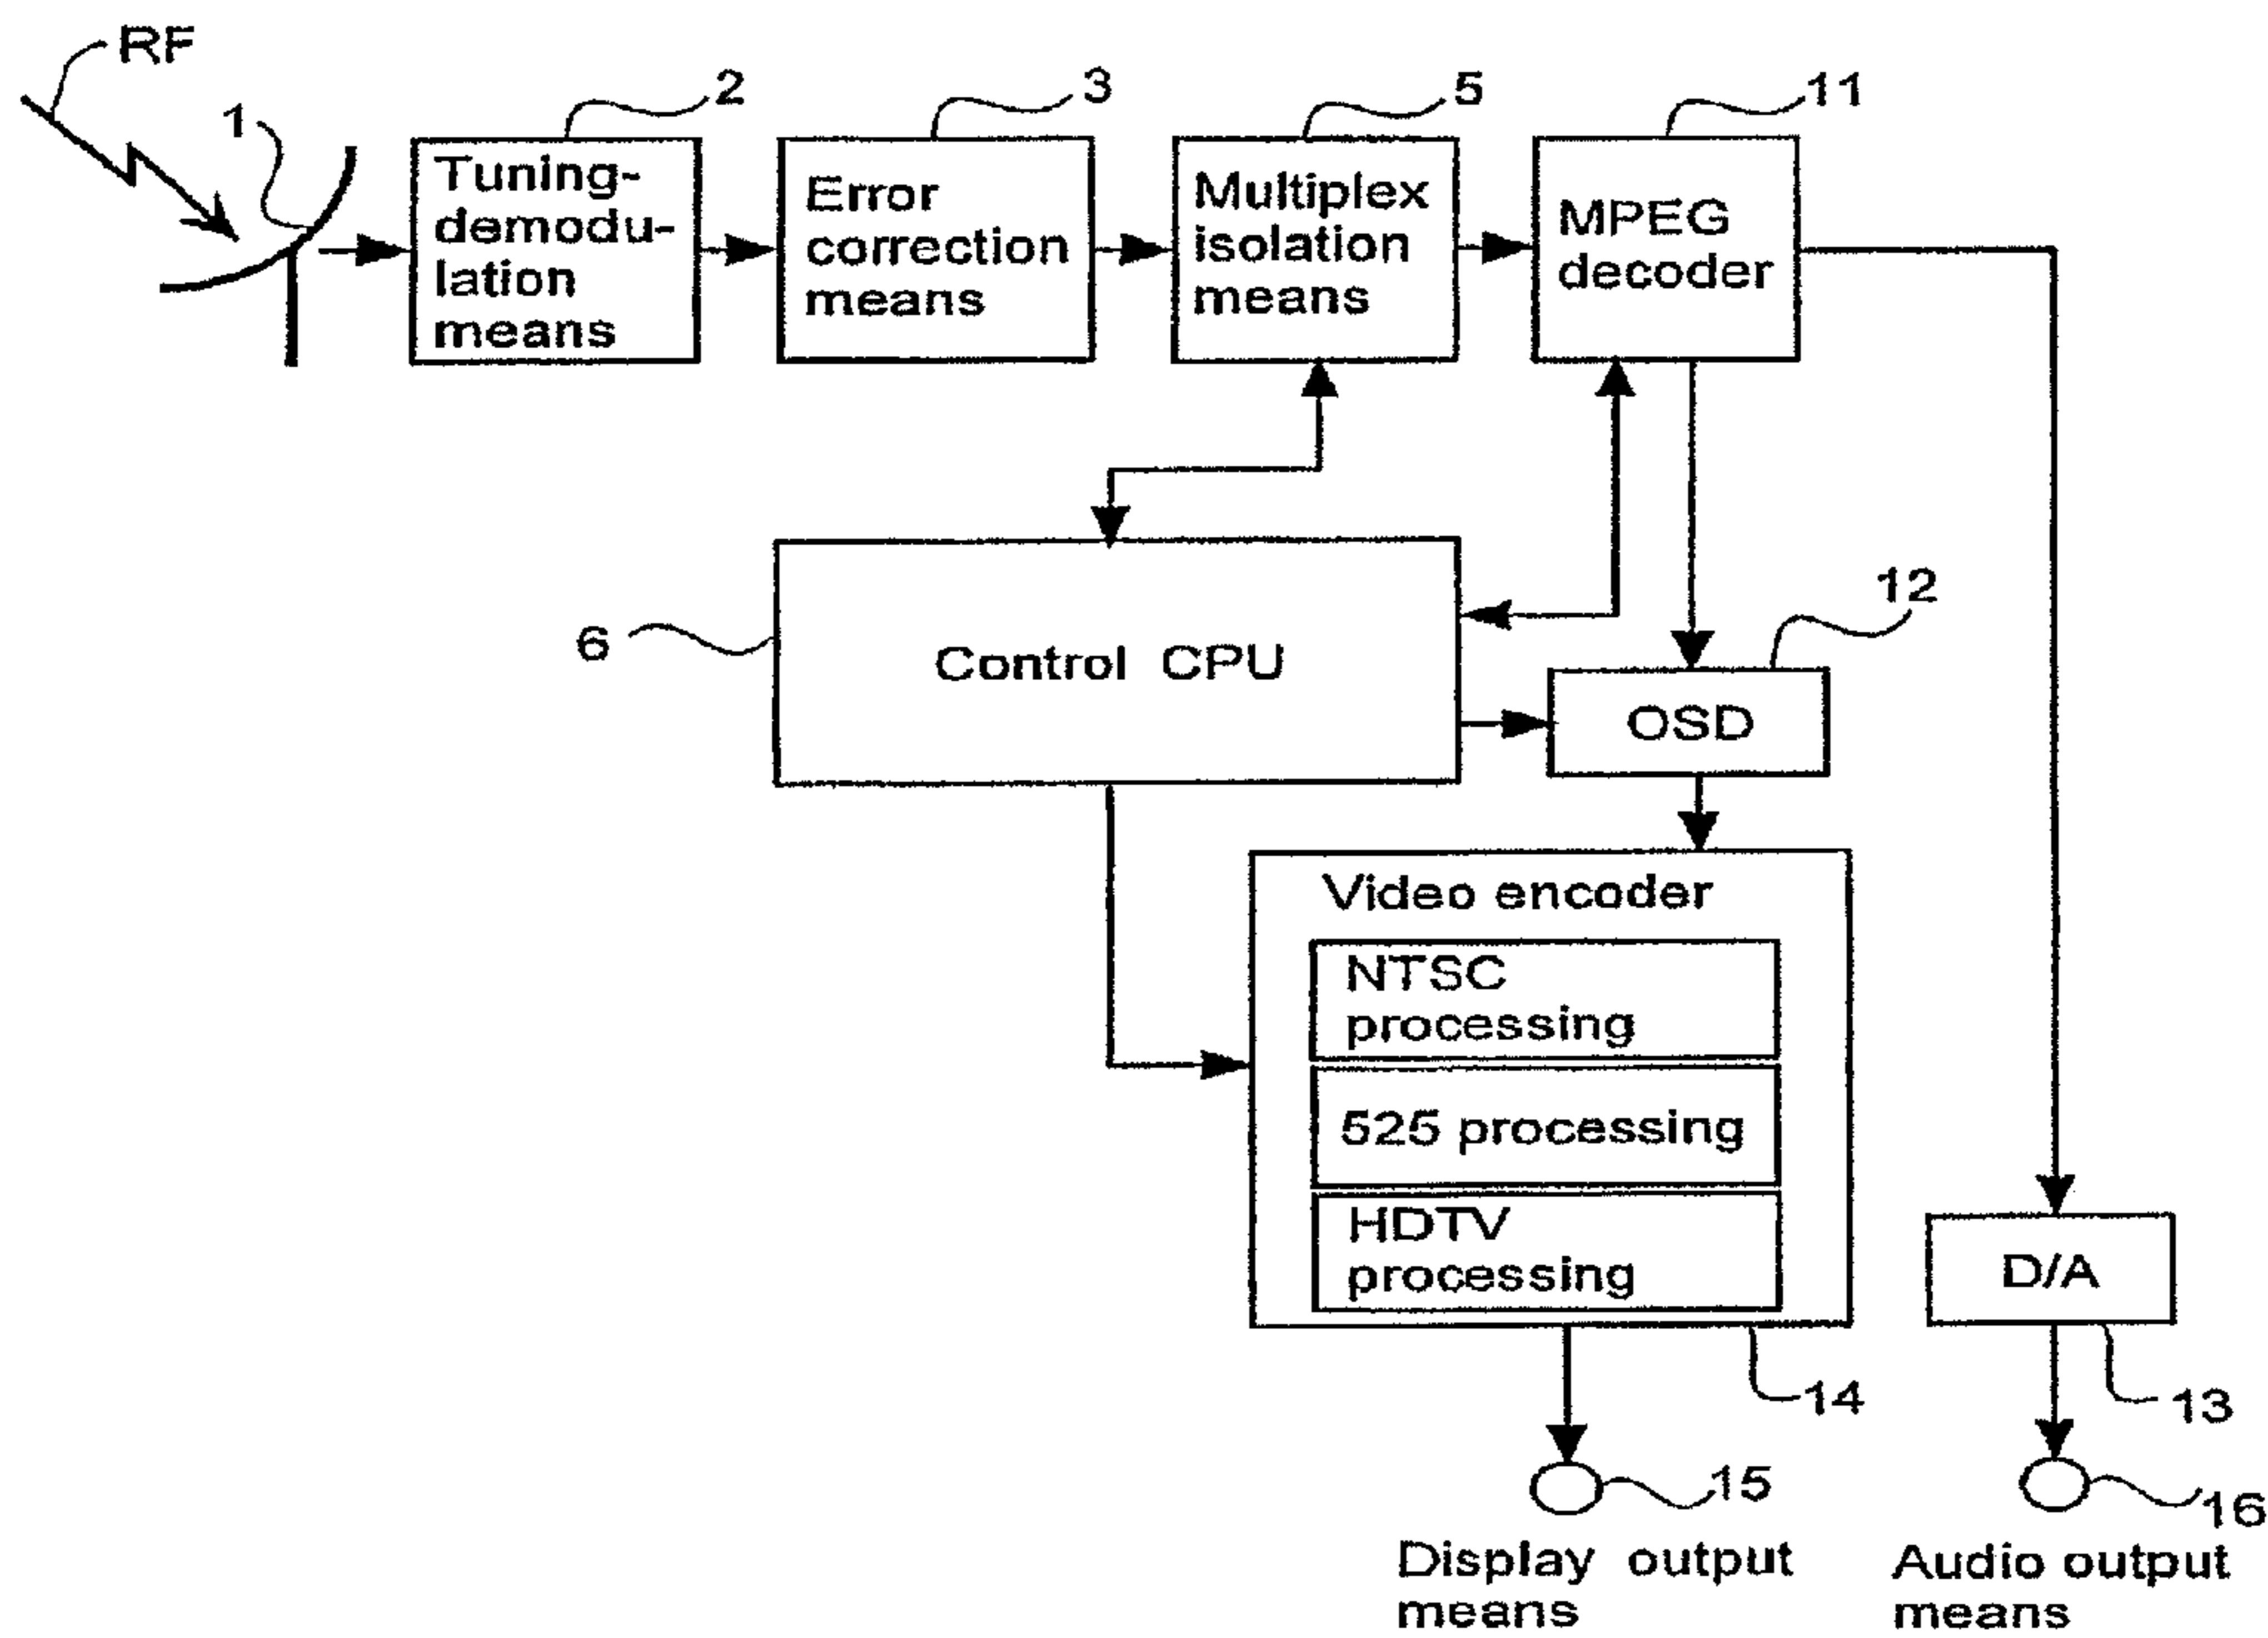 RF
1
2
3
5
11
Tuning-
demodu-
lation
means
Error
correction
means
Multiplex
isolation
means
MPEG
decoder
6
Control CPU
12
OSD
Video encoder
NTSC
processing
525 processing
HDTV
processing
D/A
14
13
15
16
Display output
means
Audio output
means